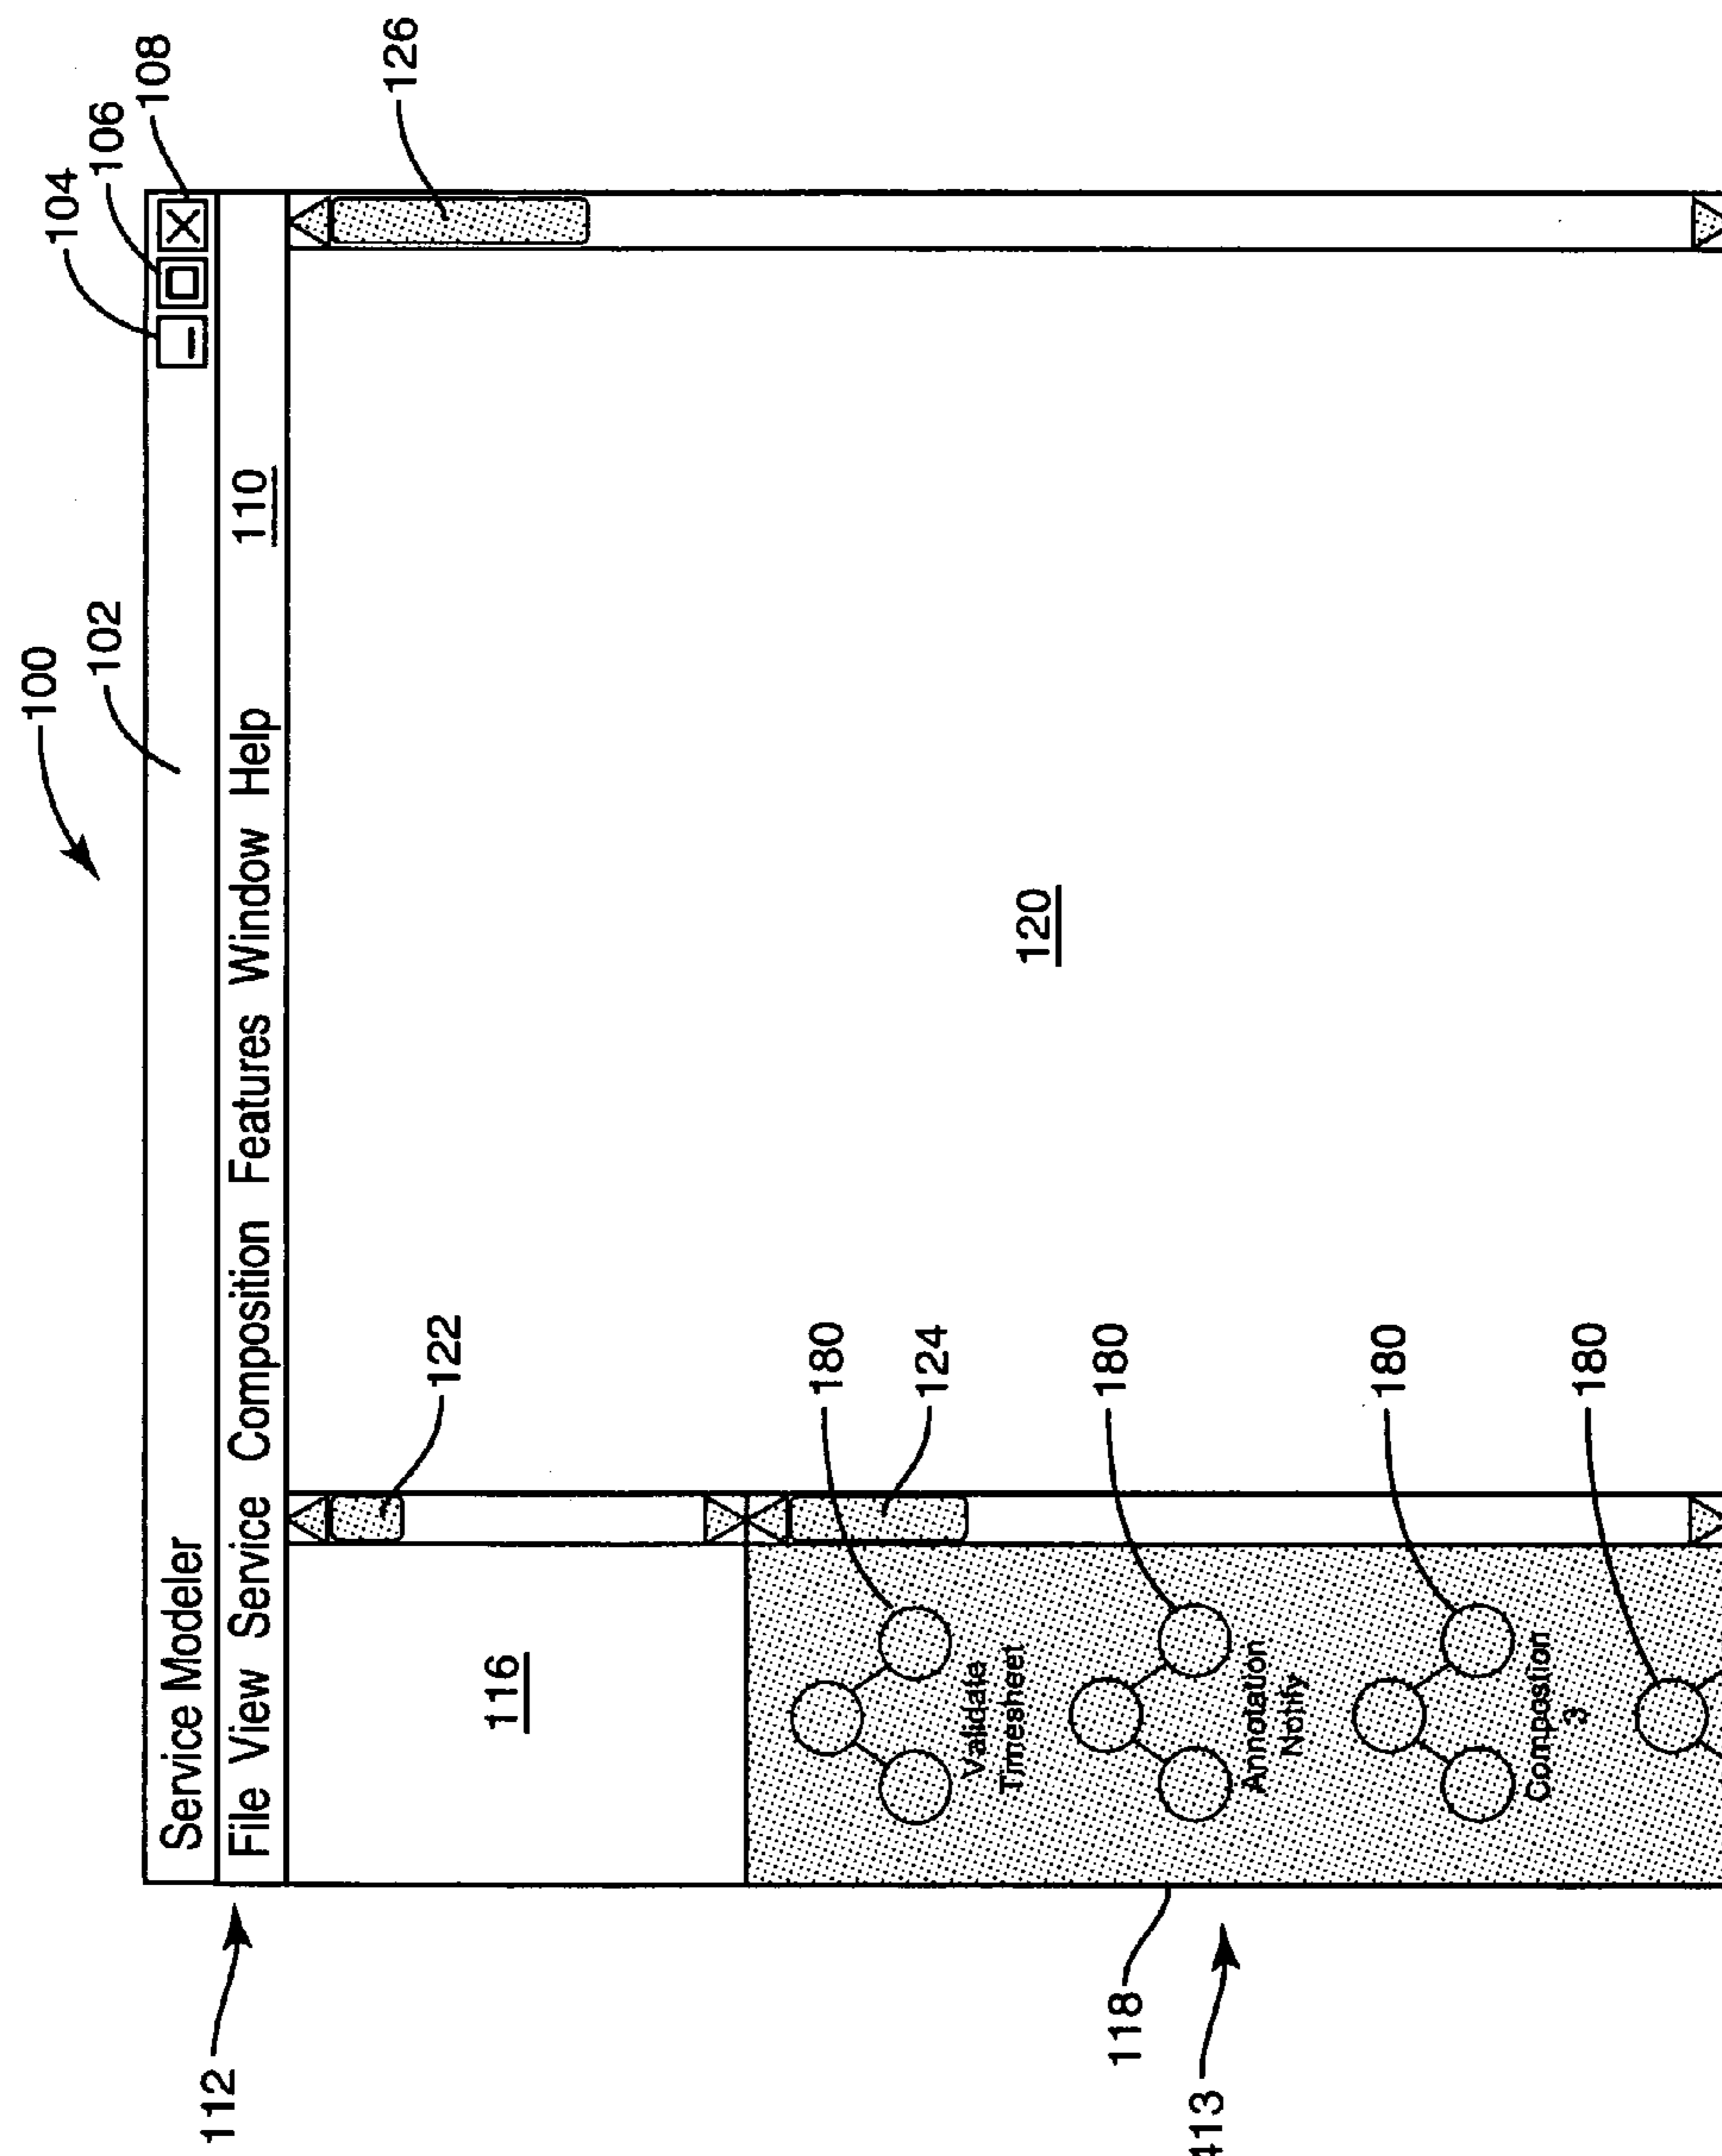 100
104
102
106
108
Service Modeler
112
File View Service Composition Features Window Help 110
126
122
116
180
124
Validate
Timesheet
120
180
118
413
Annotation
Notify
180
Composition
3
180